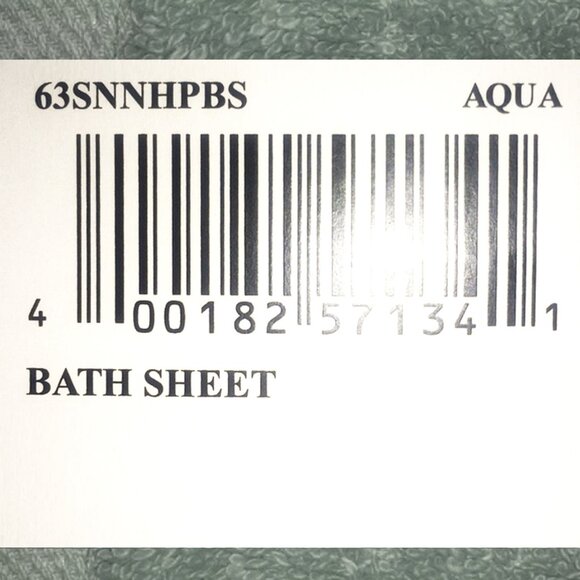 63SNNHPBS AQUA
4 00182 57134 1
BATH SHEET